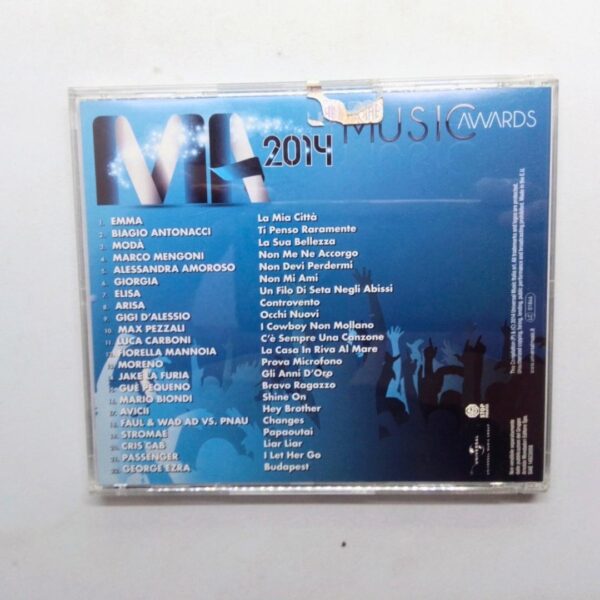 MA 2014 MUSIC AWARDS
1. EMMA La Mia Città
2. BIAGIO ANTONACCI Ti Penso Raramente
3. MODÀ La Sua Bellezza
4. MARCO MENGONI Non Me Ne Accorgo
5. ALESSANDRA AMOROSO Non Devi Perdermi
6. GIORGIA Non Mi Ami
7. ELISA Un Filo Di Seta Negli Abissi
8. ARISA Controvento
9. GIGI D'ALESSIO Occhi Nuovi
10. MAX PEZZALI I Cowboy Non Mollano
11. LUCA CARBONI C'è Sempre Una Canzone
12. FIORELLA MANNOIA La Casa In Riva Al Mare
13. MORENO Prova Microfono
14. JAKE LA FURIA Gli Anni D'Oro
15. GUÈ PEQUENO Bravo Ragazzo
16. MARIO BIONDI Shine On
17. AVICII Hey Brother
18. FAUL & WAD AD VS. PNAU Changes
19. STROMAE Papaoutai
20. CRIS CAB Liar Liar
21. PASSENGER I Let Her Go
22. GEORGE EZRA Budapest
UNIVERSAL